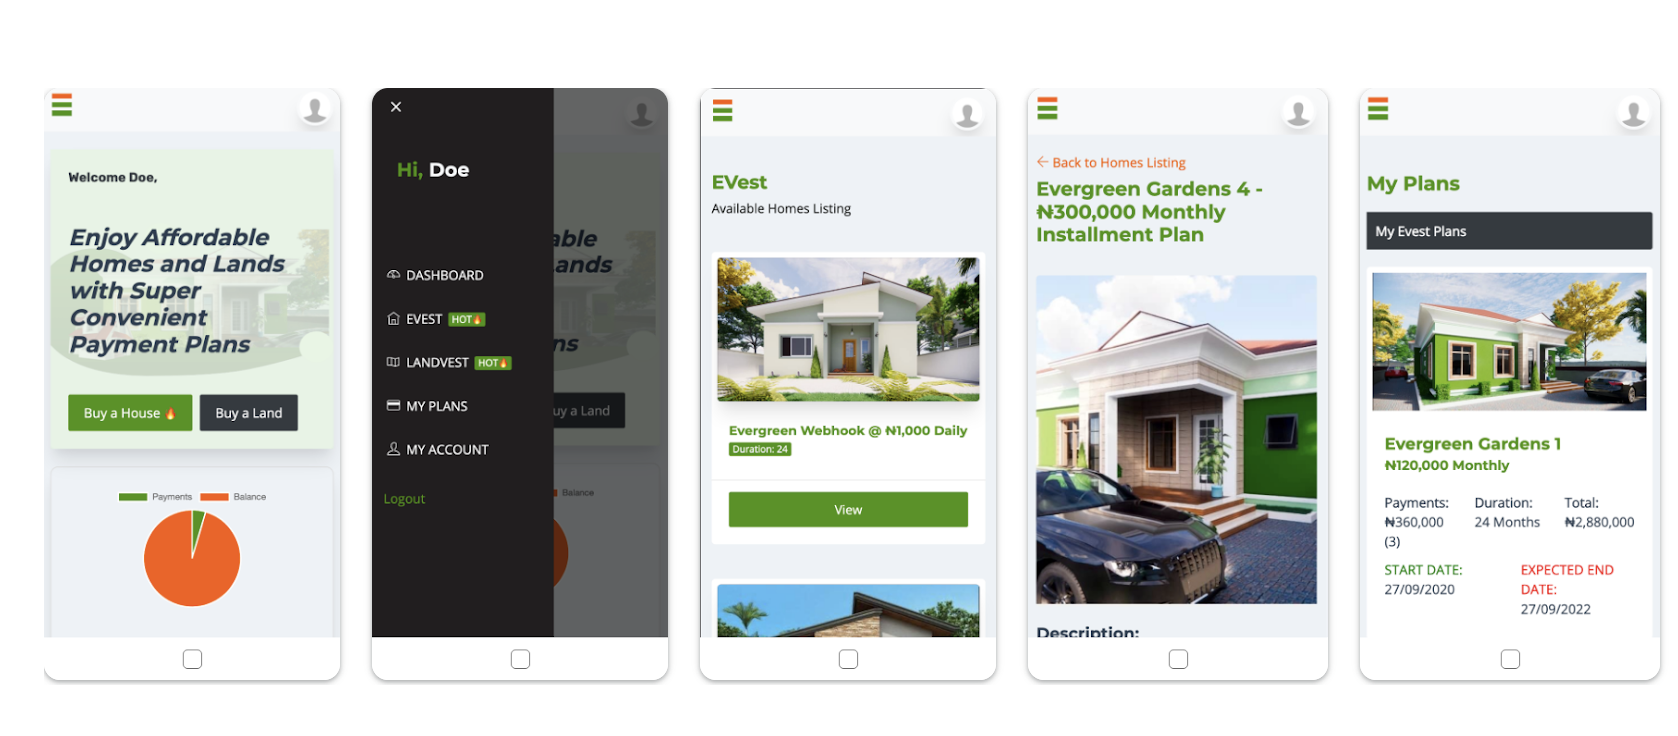 Welcome Doe,
Enjoy Affordable
Homes and Lands
with Super
Convenient
Payment Plans
Buy a House 🔥
Buy a Land
Payments
Balance
Hi, Doe
DASHBOARD
EVEST HOT🔥
LANDVEST HOT🔥
MY PLANS
MY ACCOUNT
Logout
able
ands
ns
uy a Land
Balance
EVest
Available Homes Listing
Evergreen Webhook @ ₦1,000 Daily
Duration: 24
View
← Back to Homes Listing
Evergreen Gardens 4 -
₦300,000 Monthly
Installment Plan
Description:
My Plans
My Evest Plans
Evergreen Gardens 1
₦120,000 Monthly
Payments: Duration: Total:
₦360,000 24 Months ₦2,880,000
(3)
START DATE: EXPECTED END
DATE:
27/09/2020
27/09/2022